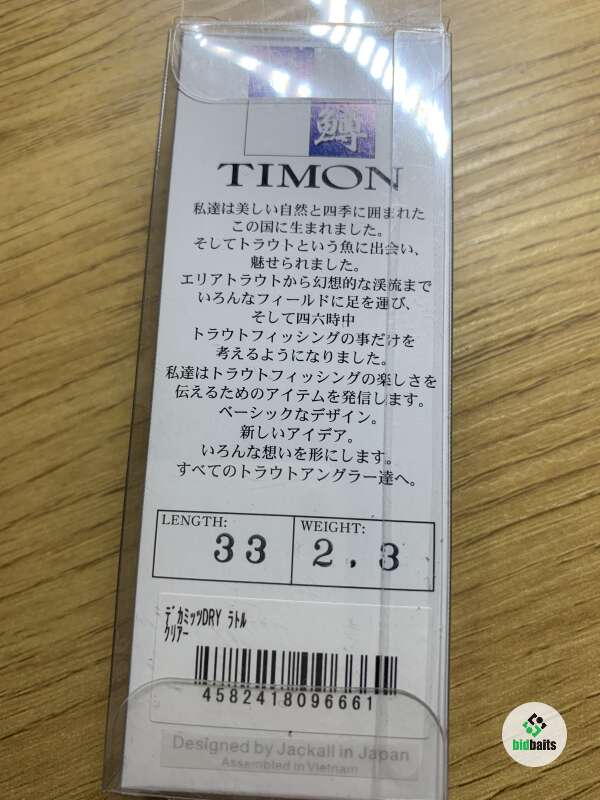 鱒
TIMON
私達は美しい自然と四季に囲まれた
この国に生まれました。
そしてトラウトという魚に出会い、
魅せられました。
エリアトラウトから幻想的な渓流まで
いろんなフィールドに足を運び、
そして四六時中
トラウトフィッシングの事だけを
考えるようになりました。
私達はトラウトフィッシングの楽しさを
伝えるためのアイテムを発信します。
ベーシックなデザイン。
新しいアイデア。
いろんな想いを形にします。
すべてのトラウトアングラー達へ。
LENGTH: WEIGHT:
33 2.3
デカミッツDRY ラトル
クリアー
4582418096661
Designed by Jackall in Japan
Assembled in Vietnam
bidbaits